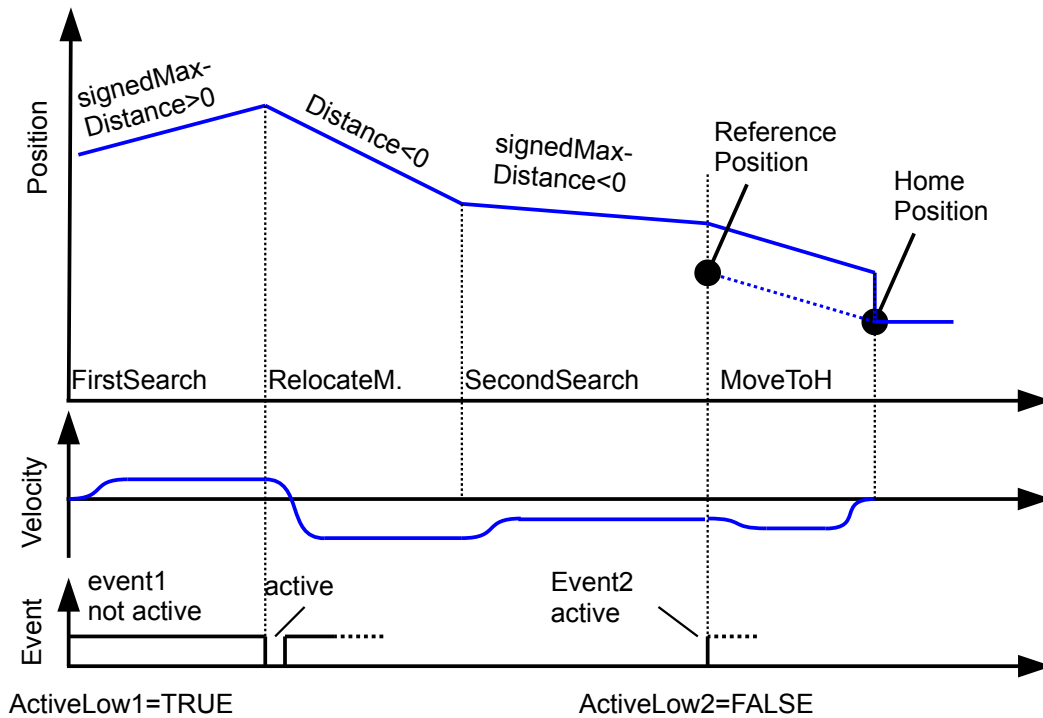 signedMax-
Distance>0
Distance<0
signedMax-
Distance<0
Reference
Position
Home
Position
Position
FirstSearch
RelocateM.
SecondSearch
MoveToH
Velocity
Event
event1
not active
active
Event2
active
ActiveLow1=TRUE
ActiveLow2=FALSE